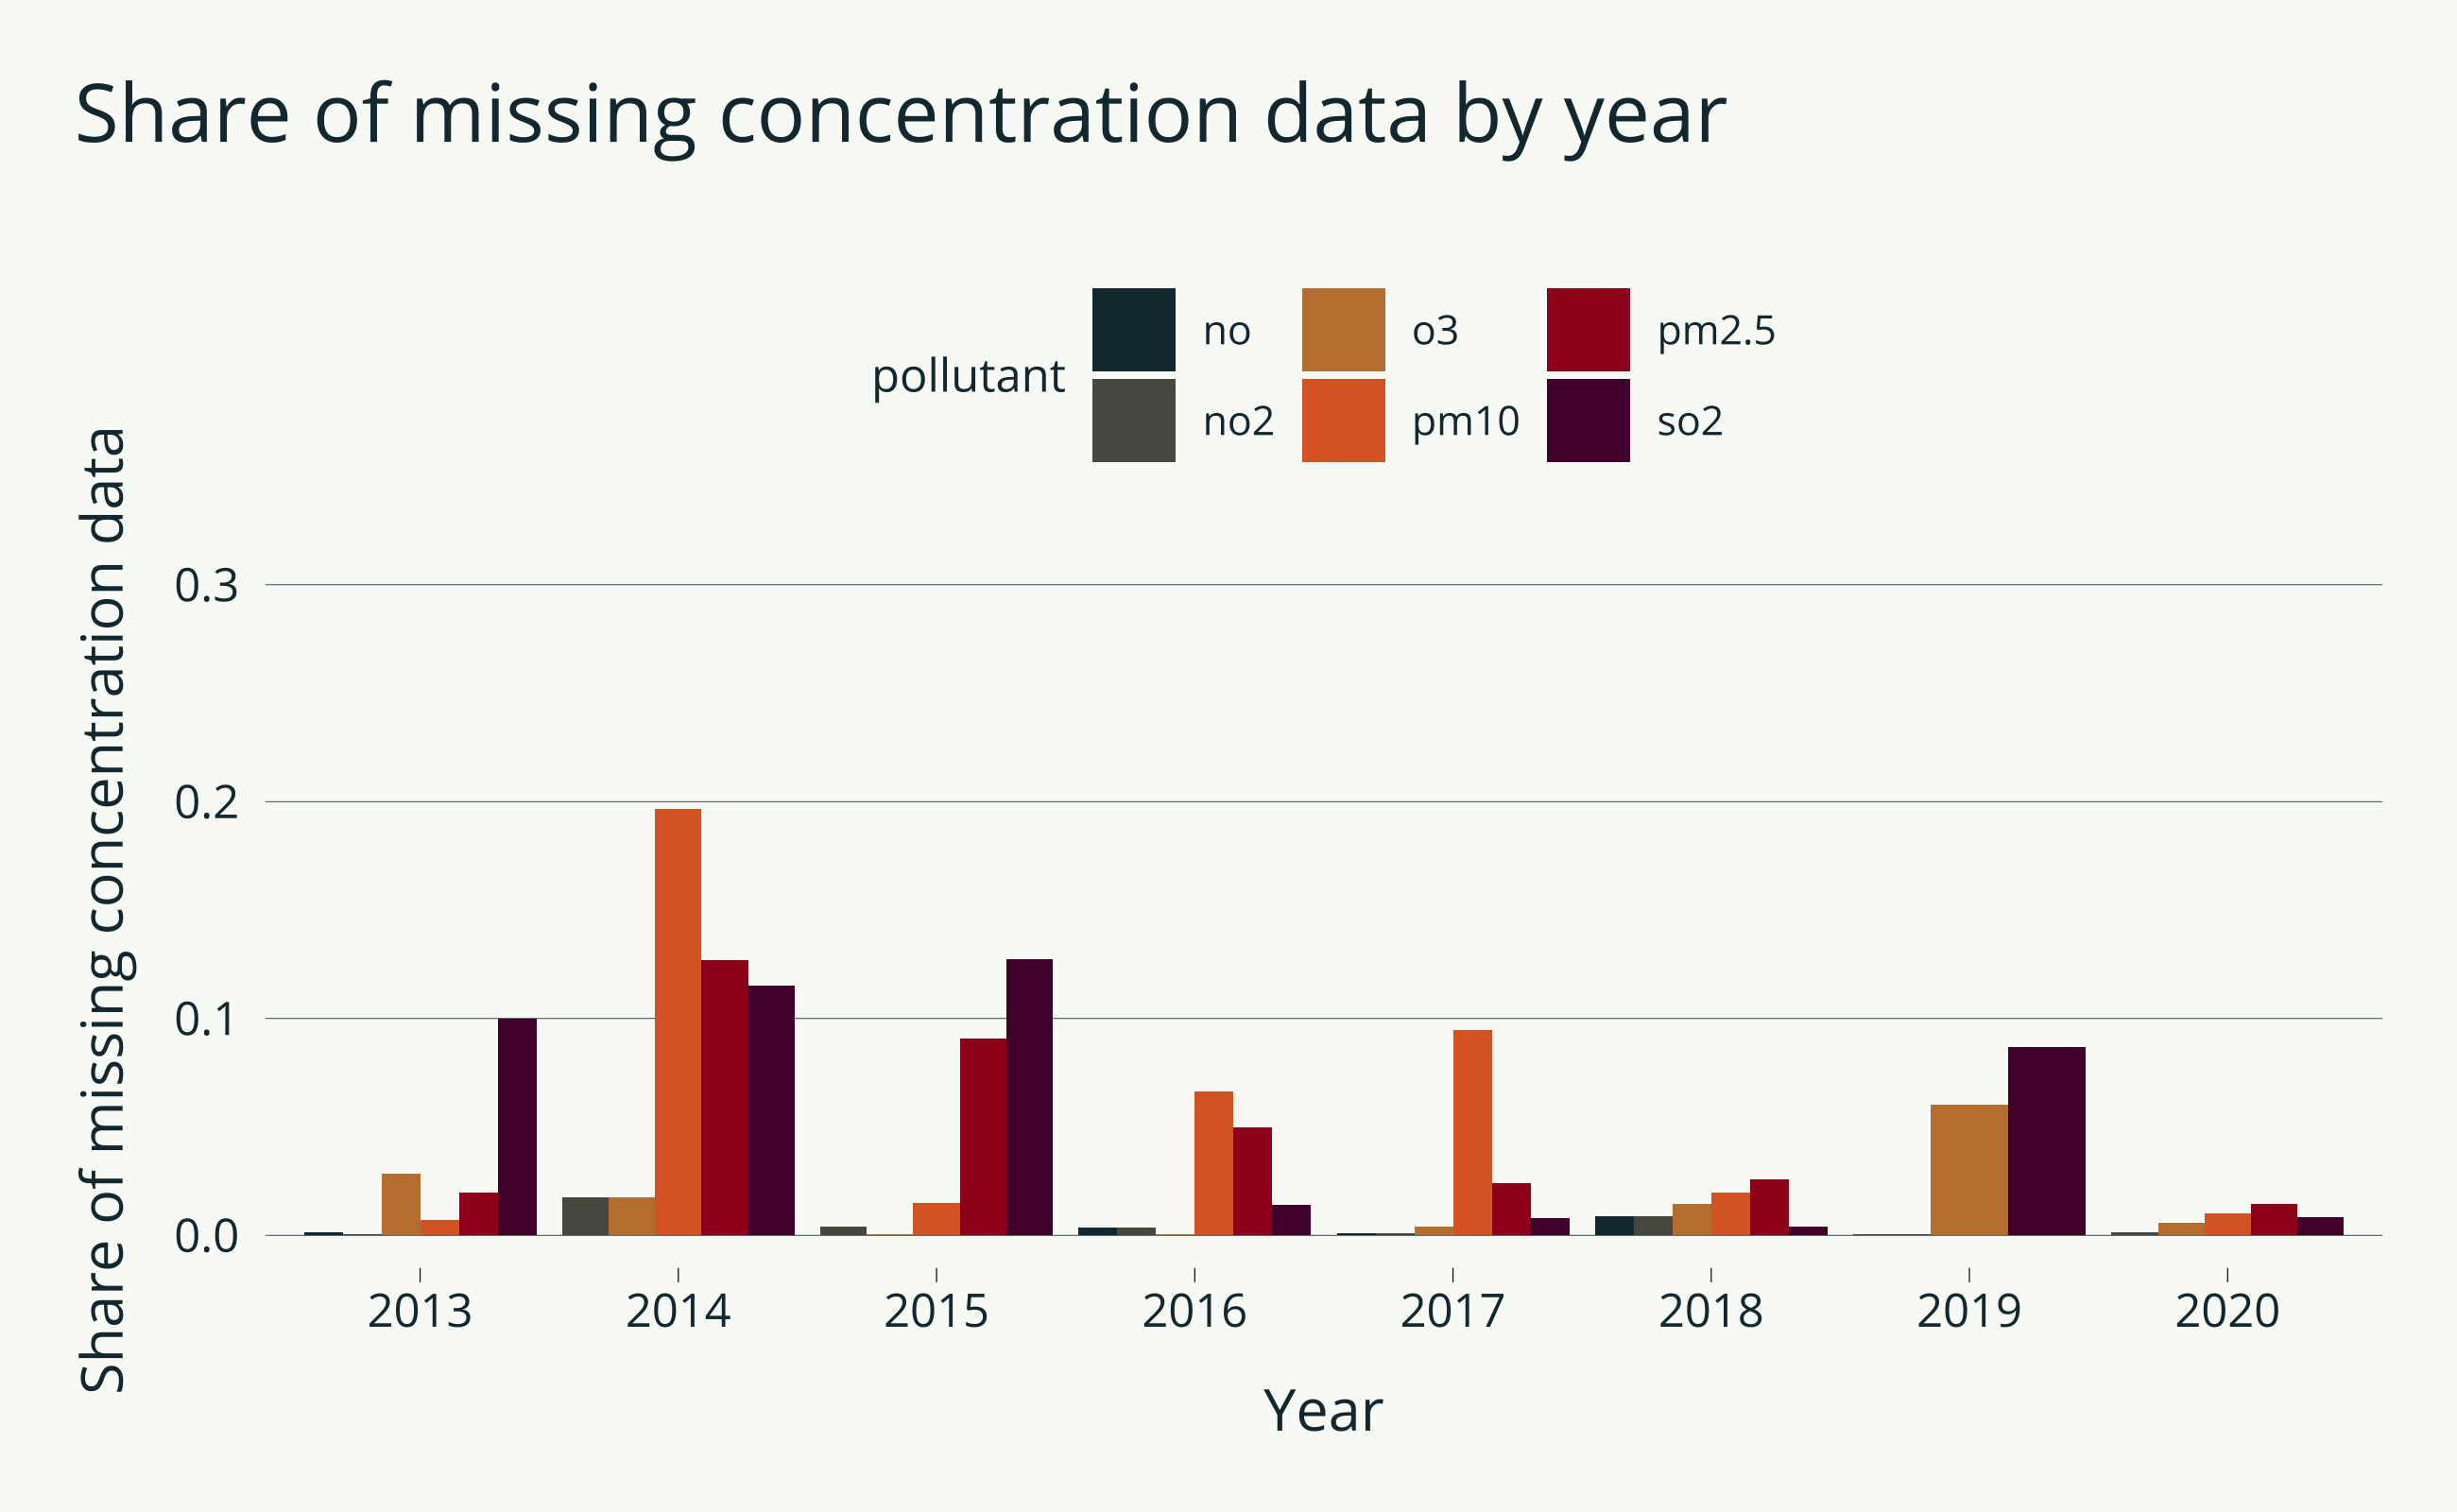 Share of missing concentration data by year
pollutant
no
o3
pm2.5
no2
pm10
so2
Share of missing concentration data
0.3
0.2
0.1
0.0
2013
2014
2015
2016
2017
2018
2019
2020
Year